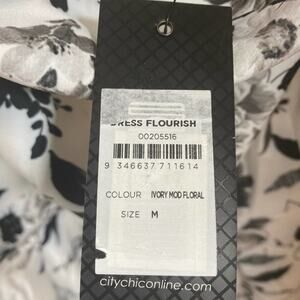 DRESS FLOURISH
00205516
9 346637 711614
COLOUR IVORY MOD FLORAL
SIZE M
citychiconline.com